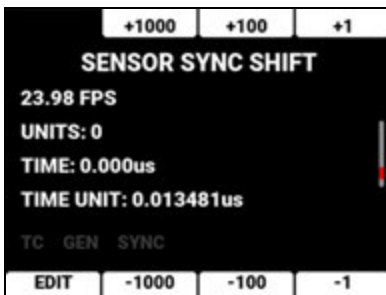 +1000 +100 +1
SENSOR SYNC SHIFT
23.98 FPS
UNITS: 0
TIME: 0.000us
TIME UNIT: 0.013481us
TC GEN SYNC
EDIT -1000 -100 -1